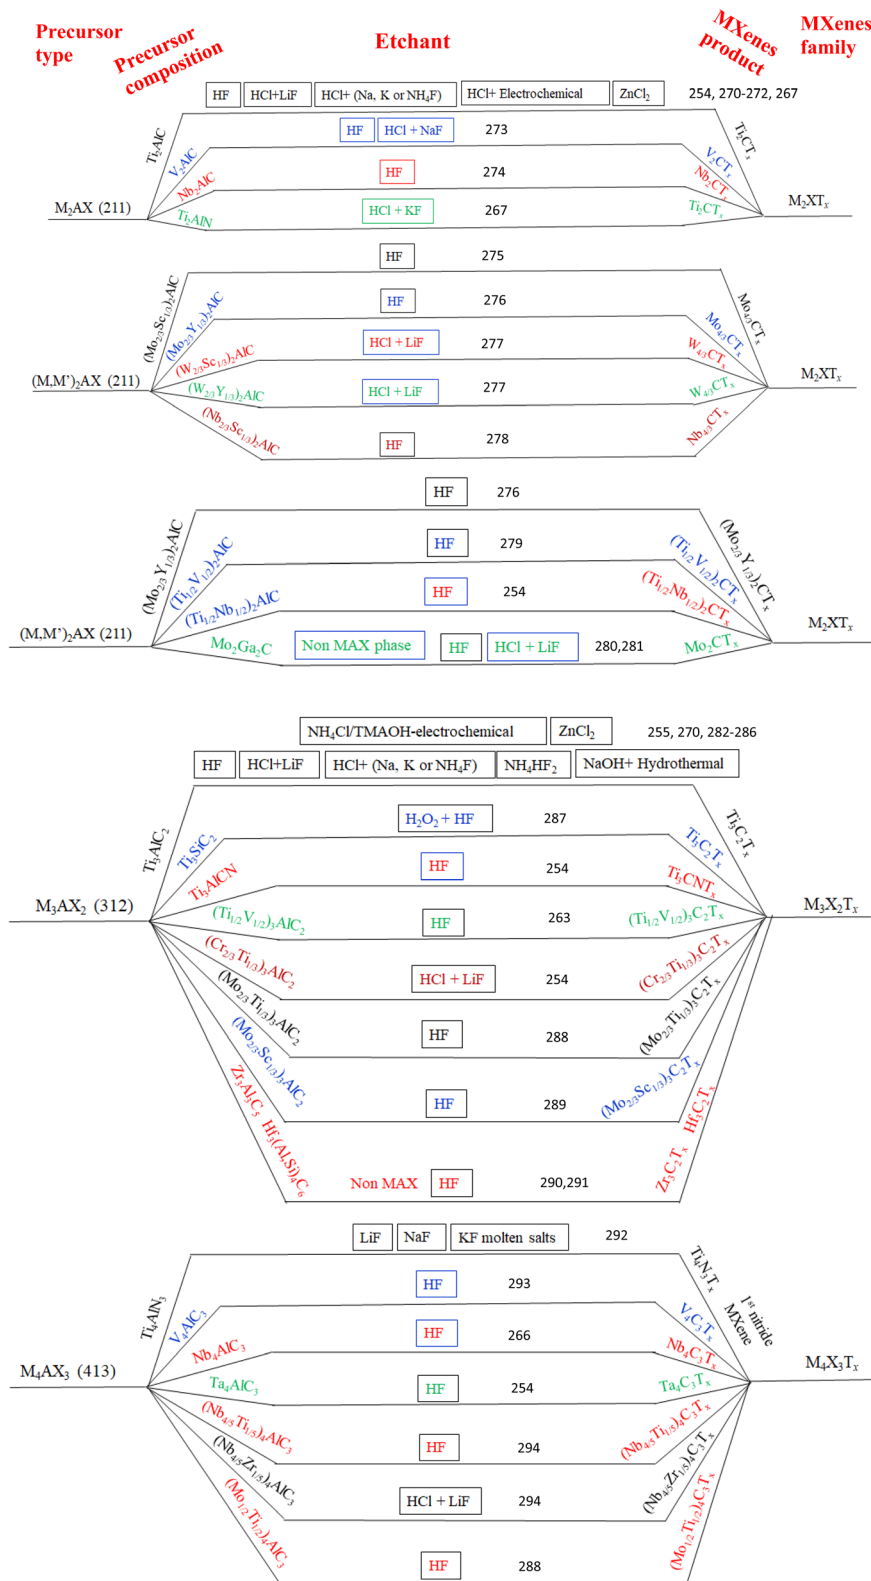 Precursor type
Precursor composition
Etchant
MXenes product
MXenes family
HF
HCl+LiF
HCl+ (Na, K or NH₄F)
HCl+ Electrochemical
ZnCl₂
254, 270-272, 267
Ti₂AlC
Ti₂CTₓ
V₂AlC
HF
HCl + NaF
273
V₂CTₓ
Nb₂AlC
HF
274
Nb₂CTₓ
M₂AX (211)
Ti₂AlN
HCl + KF
267
Ti₂CTₓ
M₂XTₓ
(Mo₂/₃Sc₁/₃)₂AlC
HF
275
Mo₄/₃CTₓ
(Mo₂/₃Y₁/₃)₂AlC
HF
276
Mo₄/₃CTₓ
(W₂/₃Sc₁/₃)₂AlC
HCl + LiF
277
W₄/₃CTₓ
(M,M’)₂AX (211)
(W₂/₃Y₁/₃)₂AlC
HCl + LiF
277
W₄/₃CTₓ
M₂XTₓ
(Nb₂/₃Sc₁/₃)₂AlC
HF
278
Nb₄/₃CTₓ
(Mo₂/₃Y₁/₃)₂AlC
HF
276
(Mo₂/₃Y₁/₃)₂CTₓ
(Ti₁/₂V₁/₂)₂AlC
HF
279
(Ti₁/₂V₁/₂)₂CTₓ
(Ti₁/₂Nb₁/₂)₂AlC
HF
254
(Ti₁/₂Nb₁/₂)₂CTₓ
(M,M’)₂AX (211)
Mo₂Ga₂C
Non MAX phase
HF
HCl + LiF
280,281
Mo₂CTₓ
M₂XTₓ
NH₄Cl/TMAOH-electrochemical
ZnCl₂
255, 270, 282-286
HF
HCl+LiF
HCl+ (Na, K or NH₄F)
NH₄HF₂
NaOH+ Hydrothermal
Ti₃AlC₂
Ti₃C₂Tₓ
Ti₃SiC₂
H₂O₂ + HF
287
Ti₃C₂Tₓ
Ti₃AlCN
HF
254
Ti₃CNTₓ
M₃AX₂ (312)
(Ti₁/₂V₁/₂)₃AlC₂
HF
263
(Ti₁/₂V₁/₂)₃C₂Tₓ
M₃X₂Tₓ
(Cr₂/₃Ti₁/₃)₃AlC₂
HCl + LiF
254
(Cr₂/₃Ti₁/₃)₃C₂Tₓ
(Mo₂/₃Ti₁/₃)₃AlC₂
HF
288
(Mo₂/₃Ti₁/₃)₃C₂Tₓ
(Mo₂/₃Sc₁/₃)₃AlC₂
HF
289
(Mo₂/₃Sc₁/₃)₃C₂Tₓ
Zr₃Al₃C₅ Hf₃(Al,Si)₄C₆
Non MAX
HF
290,291
Zr₃C₂Tₓ Hf₃C₂Tₓ
LiF
NaF
KF molten salts
292
Ti₄AlN₃
Ti₄N₃Tₓ
1ˢᵗ nitride
MXene
V₄AlC₃
HF
293
V₄C₃Tₓ
Nb₄AlC₃
HF
266
Nb₄C₃Tₓ
M₄AX₃ (413)
Ta₄AlC₃
HF
254
Ta₄C₃Tₓ
M₄X₃Tₓ
(Nb₄/₅Ti₁/₅)₄AlC₃
HF
294
(Nb₄/₅Ti₁/₅)₄C₃Tₓ
(Nb₄/₅Zr₁/₅)₄AlC₃
HCl + LiF
294
(Nb₄/₅Zr₁/₅)₄C₃Tₓ
(Mo₁/₂Ti₁/₂)₄AlC₃
HF
288
(Mo₁/₂Ti₁/₂)₄C₃Tₓ